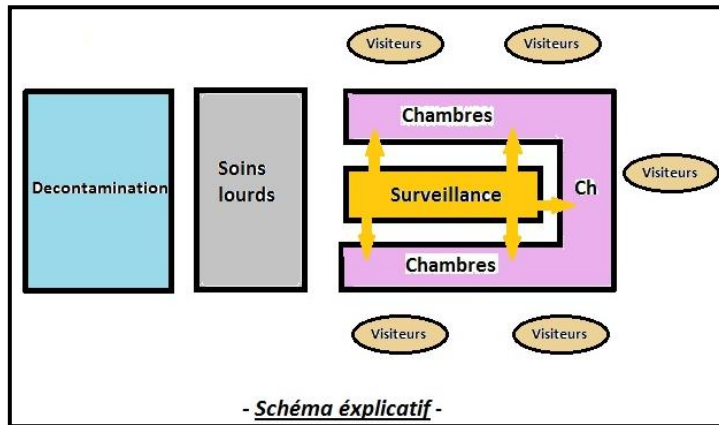 Visiteurs
Visiteurs
Chambres
Decontamination
Soins
lourds
Surveillance
Ch
Visiteurs
Chambres
Visiteurs
Visiteurs
- Schéma éxplicatif -